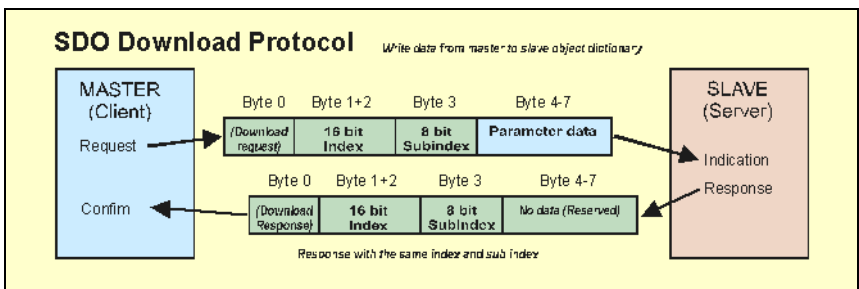 SDO Download Protocol
Write data from master to slave object dictionary
MASTER
(Client)
SLAVE
(Server)
Byte 0 Byte 1+2 Byte 3 Byte 4-7
(Download
request)
16 bit
Index
8 bit
Subindex
Parameter data
Request
Indication
Byte 0 Byte 1+2 Byte 3 Byte 4-7
Response
Confim
(Download
Response)
16 bit
Index
8 bit
Subindex
No data (Reserved)
Response with the same index and sub index